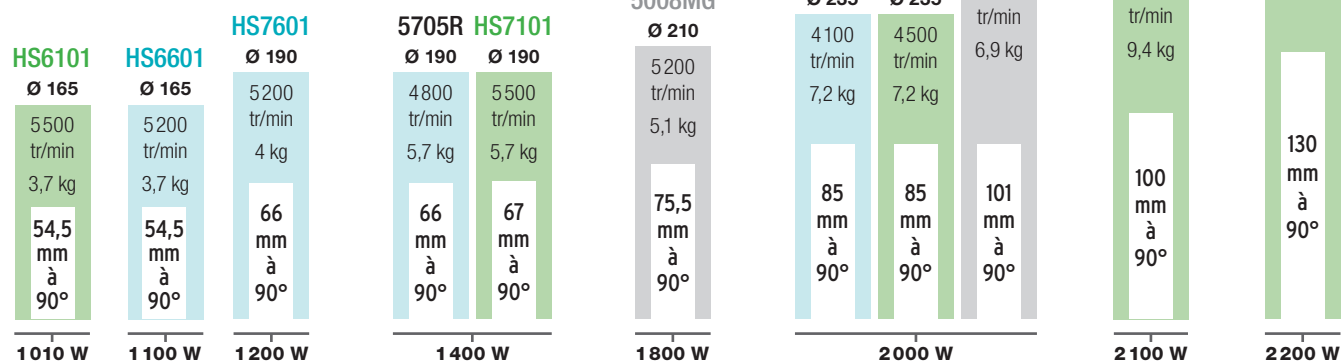 HS6101
Ø 165
5500
tr/min
3,7 kg
54,5
mm
à
90°
1010 W
HS6601
Ø 165
5200
tr/min
3,7 kg
54,5
mm
à
90°
1100 W
HS7601
Ø 190
5200
tr/min
4 kg
66
mm
à
90°
1200 W
5705R
Ø 190
4800
tr/min
5,7 kg
66
mm
à
90°
HS7101
Ø 190
5500
tr/min
5,7 kg
67
mm
à
90°
1400 W
5008MG
Ø 210
5200
tr/min
5,1 kg
75,5
mm
à
90°
1800 W
Ø 235
4100
tr/min
7,2 kg
85
mm
à
90°
Ø 235
4500
tr/min
7,2 kg
85
mm
à
90°
tr/min
6,9 kg
101
mm
à
90°
2000 W
tr/min
9,4 kg
100
mm
à
90°
2100 W
130
mm
à
90°
2200 W